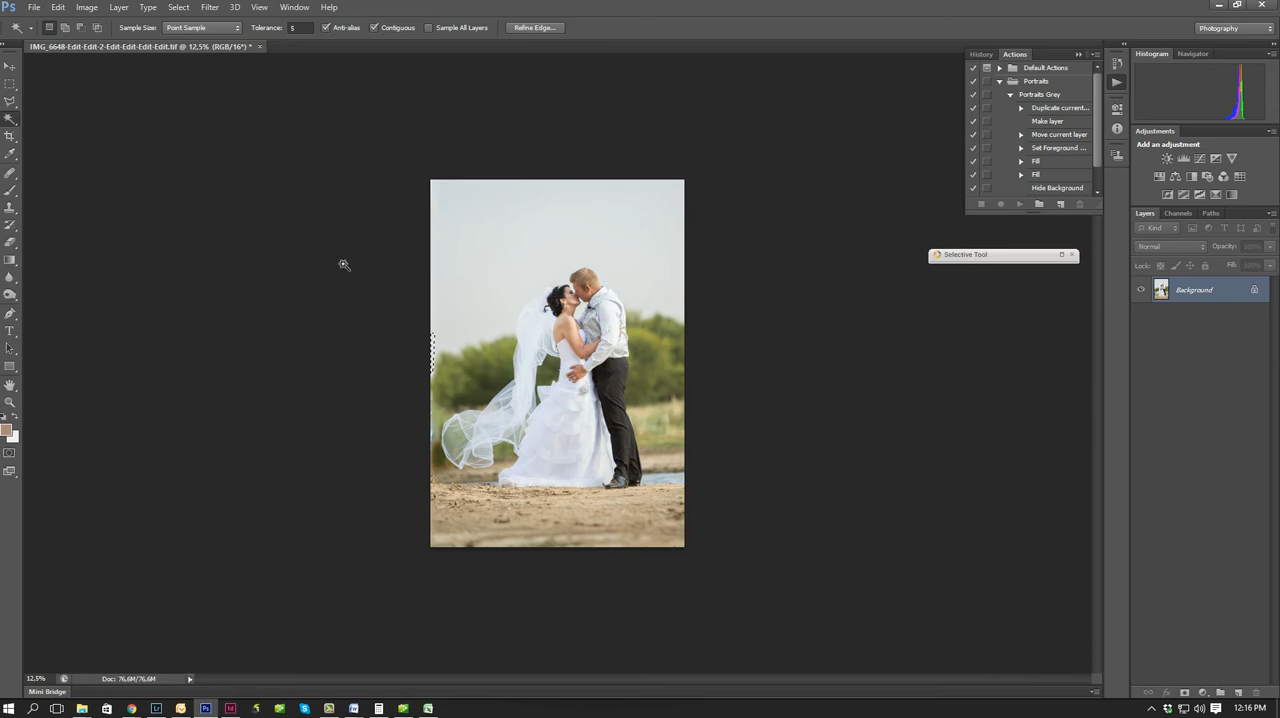 Ps File Edit Image Layer Type Select Filter 3D View Window Help
Sample Size: Point Sample Tolerance: 5 Anti-alias Contiguous Sample All Layers Refine Edge... Photography
IMG_6648-Edit-Edit-2-Edit-Edit-Edit-Edit.tif @ 12,5% (RGB/16*) * ×
History Actions
Default Actions
Portraits
Portraits Grey
Duplicate current...
Make layer
Move current layer
Set Foreground ...
Fill
Fill
Hide Background
Histogram Navigator
Adjustments
Add an adjustment
Layers Channels Paths
Kind
Normal Opacity: 100%
Lock: Fill: 100%
Background
Selective Tool
12,5% Doc: 76,6M/76,6M
Mini Bridge
12:16 PM